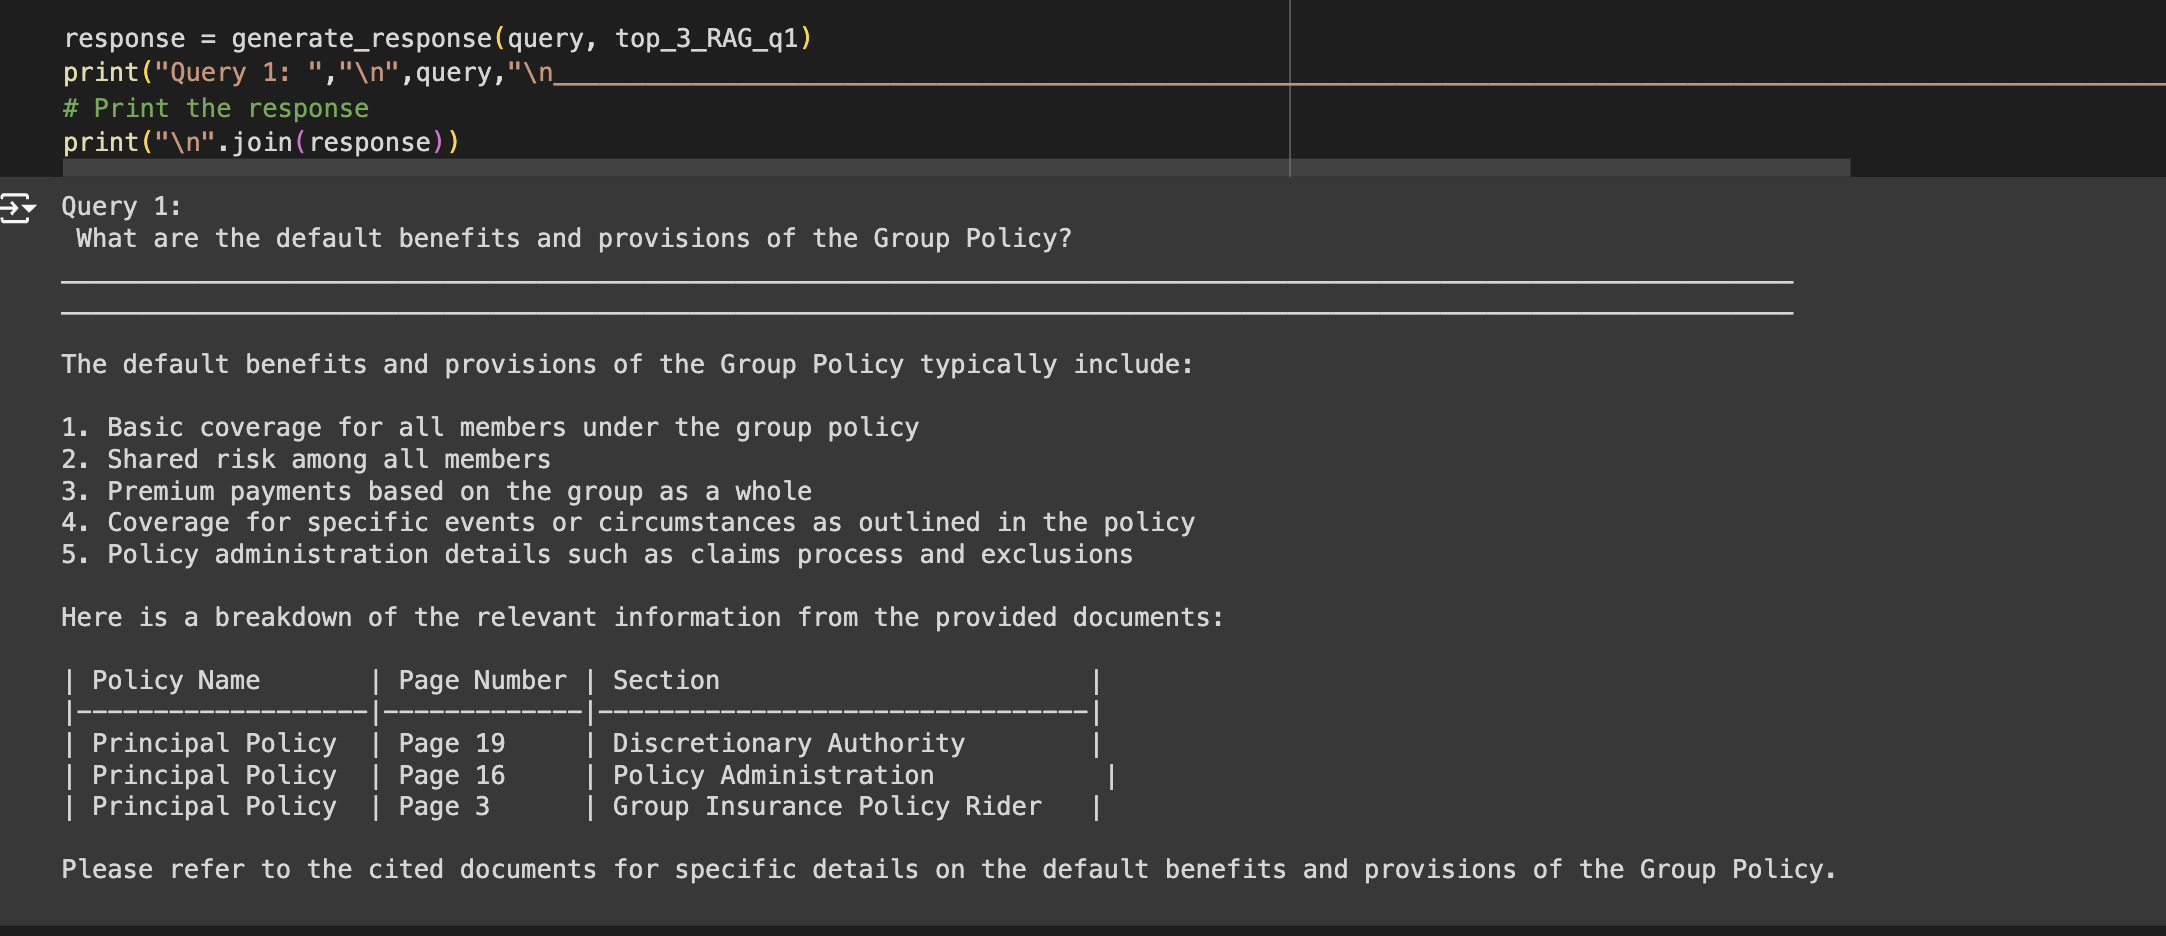 response = generate_response(query, top_3_RAG_q1)
print("Query 1: ","\n",query,"\n____________________________________________________________________________________________________
# Print the response
print("\n".join(response))
Query 1:
 What are the default benefits and provisions of the Group Policy?
_________________________________________________________________________________________________________________
_________________________________________________________________________________________________________________
The default benefits and provisions of the Group Policy typically include:
1. Basic coverage for all members under the group policy
2. Shared risk among all members
3. Premium payments based on the group as a whole
4. Coverage for specific events or circumstances as outlined in the policy
5. Policy administration details such as claims process and exclusions
Here is a breakdown of the relevant information from the provided documents:
| Policy Name       | Page Number | Section                        |
|-------------------|-------------|--------------------------------|
| Principal Policy  | Page 19     | Discretionary Authority        |
| Principal Policy  | Page 16     | Policy Administration           |
| Principal Policy  | Page 3      | Group Insurance Policy Rider   |
Please refer to the cited documents for specific details on the default benefits and provisions of the Group Policy.